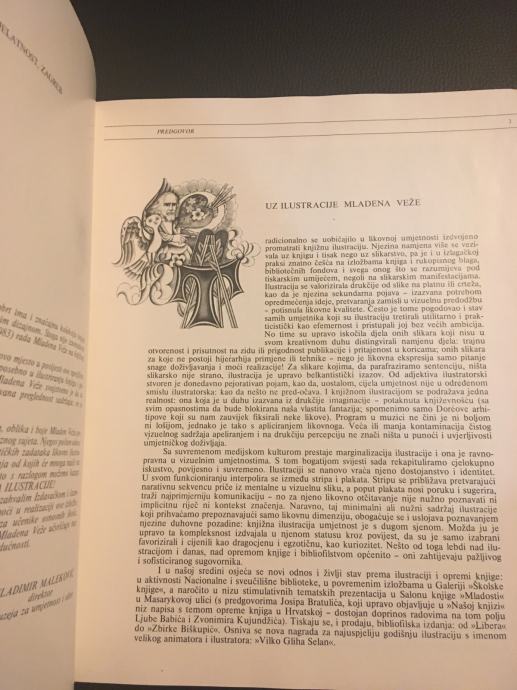 JELATNOST, ZAGREB
PREDGOVOR
3
UZ ILUSTRACIJE MLADENA VEŽE
radicionalno se uobičajilo u likovnoj umjetnosti izdvojeno
promatrati knjižnu ilustraciju. Njezina namjena više se vezi-
vala uz knjigu i tisak nego uz slikarstvo, pa je i u izlagačkoj
praksi znatno češća na izložbama knjiga i rukopisnog blaga,
bibliotečnih fondova i svega onog što se razumijeva pod
tiskarskim umijećem, negoli na slikarskim manifestacijama.
Ilustracija se valorizirala drukčije od slike na platnu ili crteža,
kao da je njezina sekundarna pojava – izazvana potrebom
opredmećenja ideje, pretvaranja zamisli u vizuelnu predodžbu
– potisnula likovne kvalitete. Često je tome pogodovao i stav
samih umjetnika koji su ilustraciju tretirali utilitarno i prak-
ticistički kao efemernost i pristupali joj bez većih ambicija.
No time su upravo iskočila djela onih slikara koji nisu u
svom kreativnom duhu distingvirali namjenu djela: trajnu
otvorenost i prisutnost na zidu ili prigodnost publikacije i pritajenost u koricama; onih slikara
za koje ne postoji hijerarhija primjene ili tehnike – nego je likovna ekspresija samo pitanje
snage doživljavanja i moći realizacije! Za slikare kojima, da parafraziramo sentenciju, ništa
slikarsko nije strano, ilustracija je upravo belkantistički izazov. Od adjektiva ilustratorski
stvoren je donedavno pejorativan pojam, kao da, uostalom, cijela umjetnost nije u određenom
smislu ilustratorska: kao da nešto ne pred-očava. I knjižnom ilustracijom se podražava jedna
realnost: ona koja je u duhu izazvana iz drukčije imaginacije – potaknuta književnošću (sa
svim opasnostima da bude blokirana naša vlastita fantazija; spomenimo samo Doréove arhi-
tipove koji su nam zauvijek fiksirali neke likove). Program u muzici ne čini je ni boljom
ni lošijom, jednako je tako s apliciranjem likovnoga. Veća ili manja kontaminacija čistog
vizuelnog sadržaja apeliranjem i na drukčiju percepciju ne znači ništa u punoći i uvjerljivosti
umjetničkog doživljaja.
Sa suvremenom medijskom kulturom prestaje marginalizacija ilustracije i ona je ravno-
pravna u vizuelnim umjetnostima. S tom bogatijom sviješti sada rekapituliramo cjelokupno
iskustvo, povijesno i suvremeno. Ilustraciji se nanovo vraća njeno dostojanstvo i identitet.
U svom funkcioniranju interpolira se između stripa i plakata. Stripu se približava pretvarajući
narativnu sekvencu priče iz mentalne u vizuelnu sliku, a poput plakata nosi poruku i sugerira,
traži najprimjerniju komunikaciju – no za njeno likovno otčitavanje nije nužno poznavati ni
implicitnu riječ ni kontekst značenja. Naravno, taj minimalni ali nužni sadržaj ilustracije
koji prihvaćamo prepoznavajući samo likovnu dimenziju, obogaćuje se i uslojava poznavanjem
njezine duhovne pozadine: knjižna umjetnost ilustracije je s dugom sjenom. Možda ju je
upravo ta kompleksnost izdvajala u njenom statusu kroz povijest, da su je samo izabrani
favorizirali i cijenili kao dragocjenu i egzotičnu, kao kuriozitet. Nešto od toga lebdi nad ilu-
stracijom i danas, nad opremom knjige i bibliofilstvom općenito – oni zahtijevaju pažljivog
i sofisticiranog sugovornika.
I u našoj sredini osjeća se novi odnos i življi stav prema ilustraciji i opremi knjige:
u aktivnosti Nacionalne i sveučilišne biblioteke, u povremenim izložbama u Galeriji »Školske
knjige«, a naročito u nizu stimulativnih tematskih prezentacija u Salonu knjige »Mladosti«
u Masarykovoj ulici (s predgovorima Josipa Bratulića, koji upravo objavljuje u »Našoj knjizi«
niz napisa s temom opreme knjiga u Hrvatskoj – dostojan doprinos radovima na tom polju
Ljube Babića i Zvonimira Kujundžića). Tiskaju se, i prodaju, bibliofilska izdanja: od »Libera«
do »Zbirke Biškupić«. Osniva se nova nagrada za najuspjeliju godišnju ilustraciju s imenom
velikog animatora i ilustratora: »Vilko Gliha Selan«.